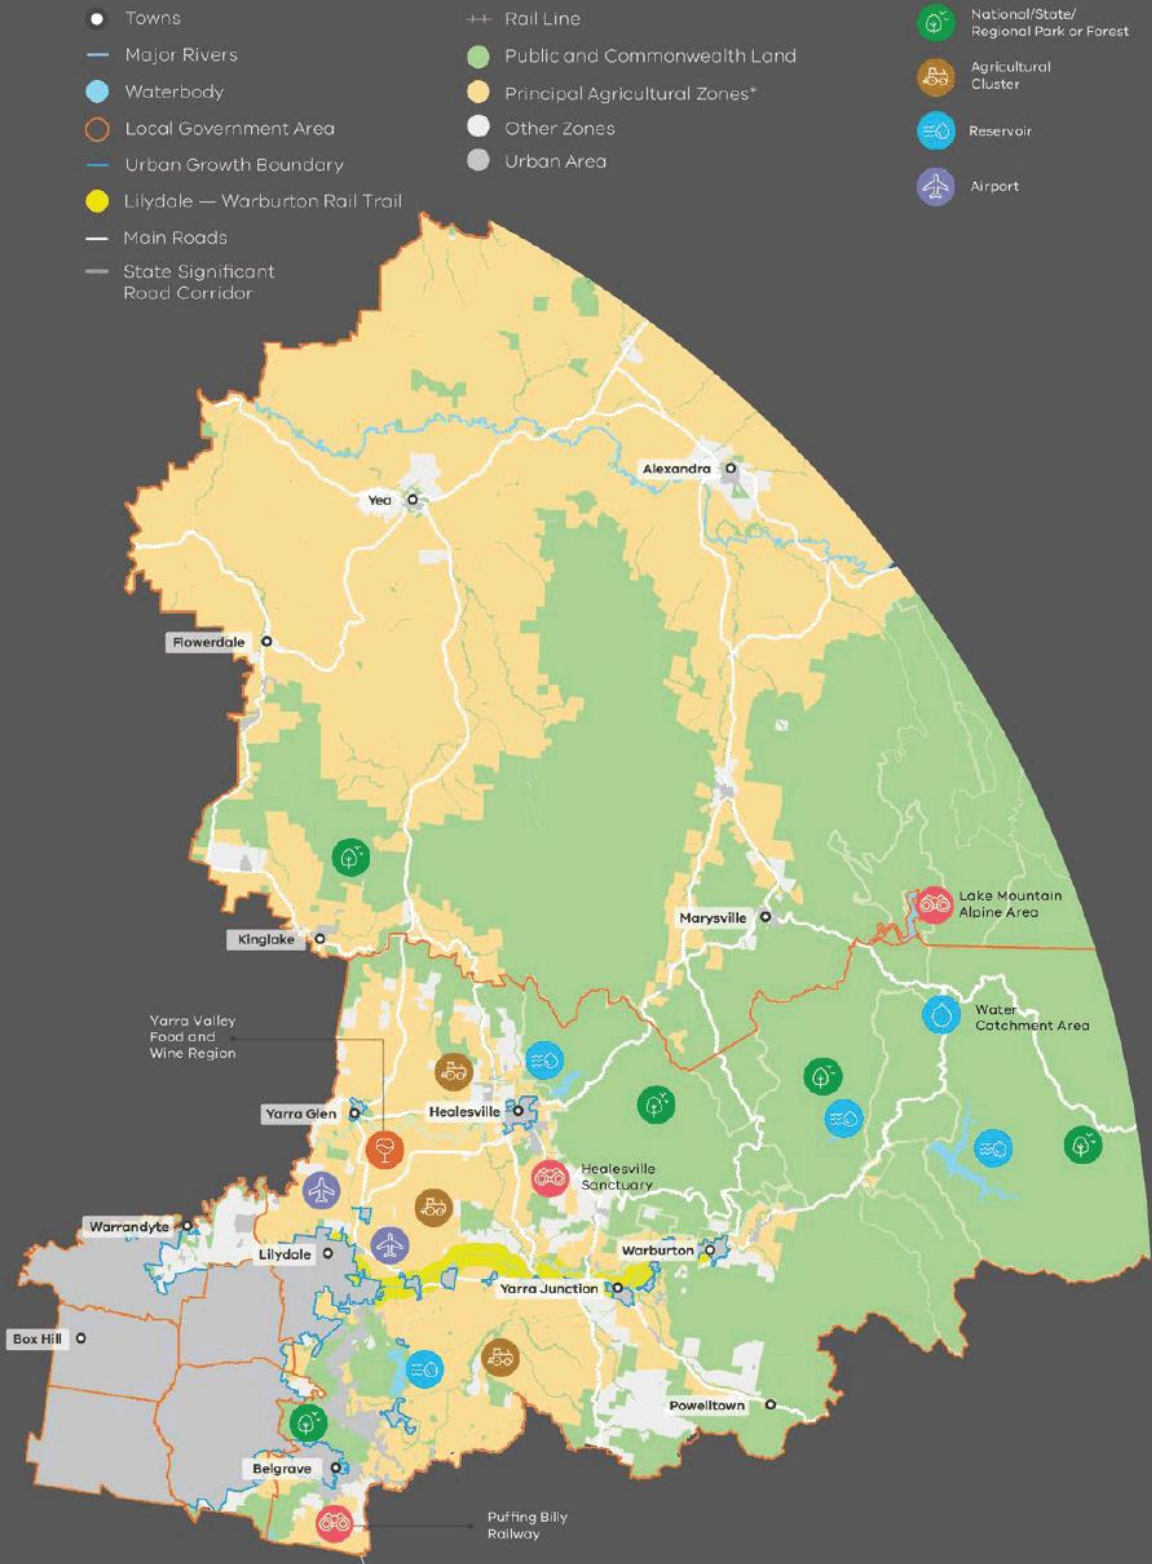 Towns
Major Rivers
Waterbody
Local Government Area
Urban Growth Boundary
Lilydale — Warburton Rail Trail
Main Roads
State Significant
Road Corridor
Rail Line
Public and Commonwealth Land
Principal Agricultural Zones*
Other Zones
Urban Area
National/State/
Regional Park or Forest
Agricultural
Cluster
Reservoir
Airport
Alexandra
Yea
Flowerdale
Lake Mountain
Alpine Area
Marysville
Kinglake
Water
Catchment Area
Yarra Valley
Food and
Wine Region
Yarra Glen
Healesville
Healesville
Sanctuary
Warrandyte
Lilydale
Warburton
Yarra Junction
Box Hill
Powelltown
Belgrave
Puffing Billy
Railway